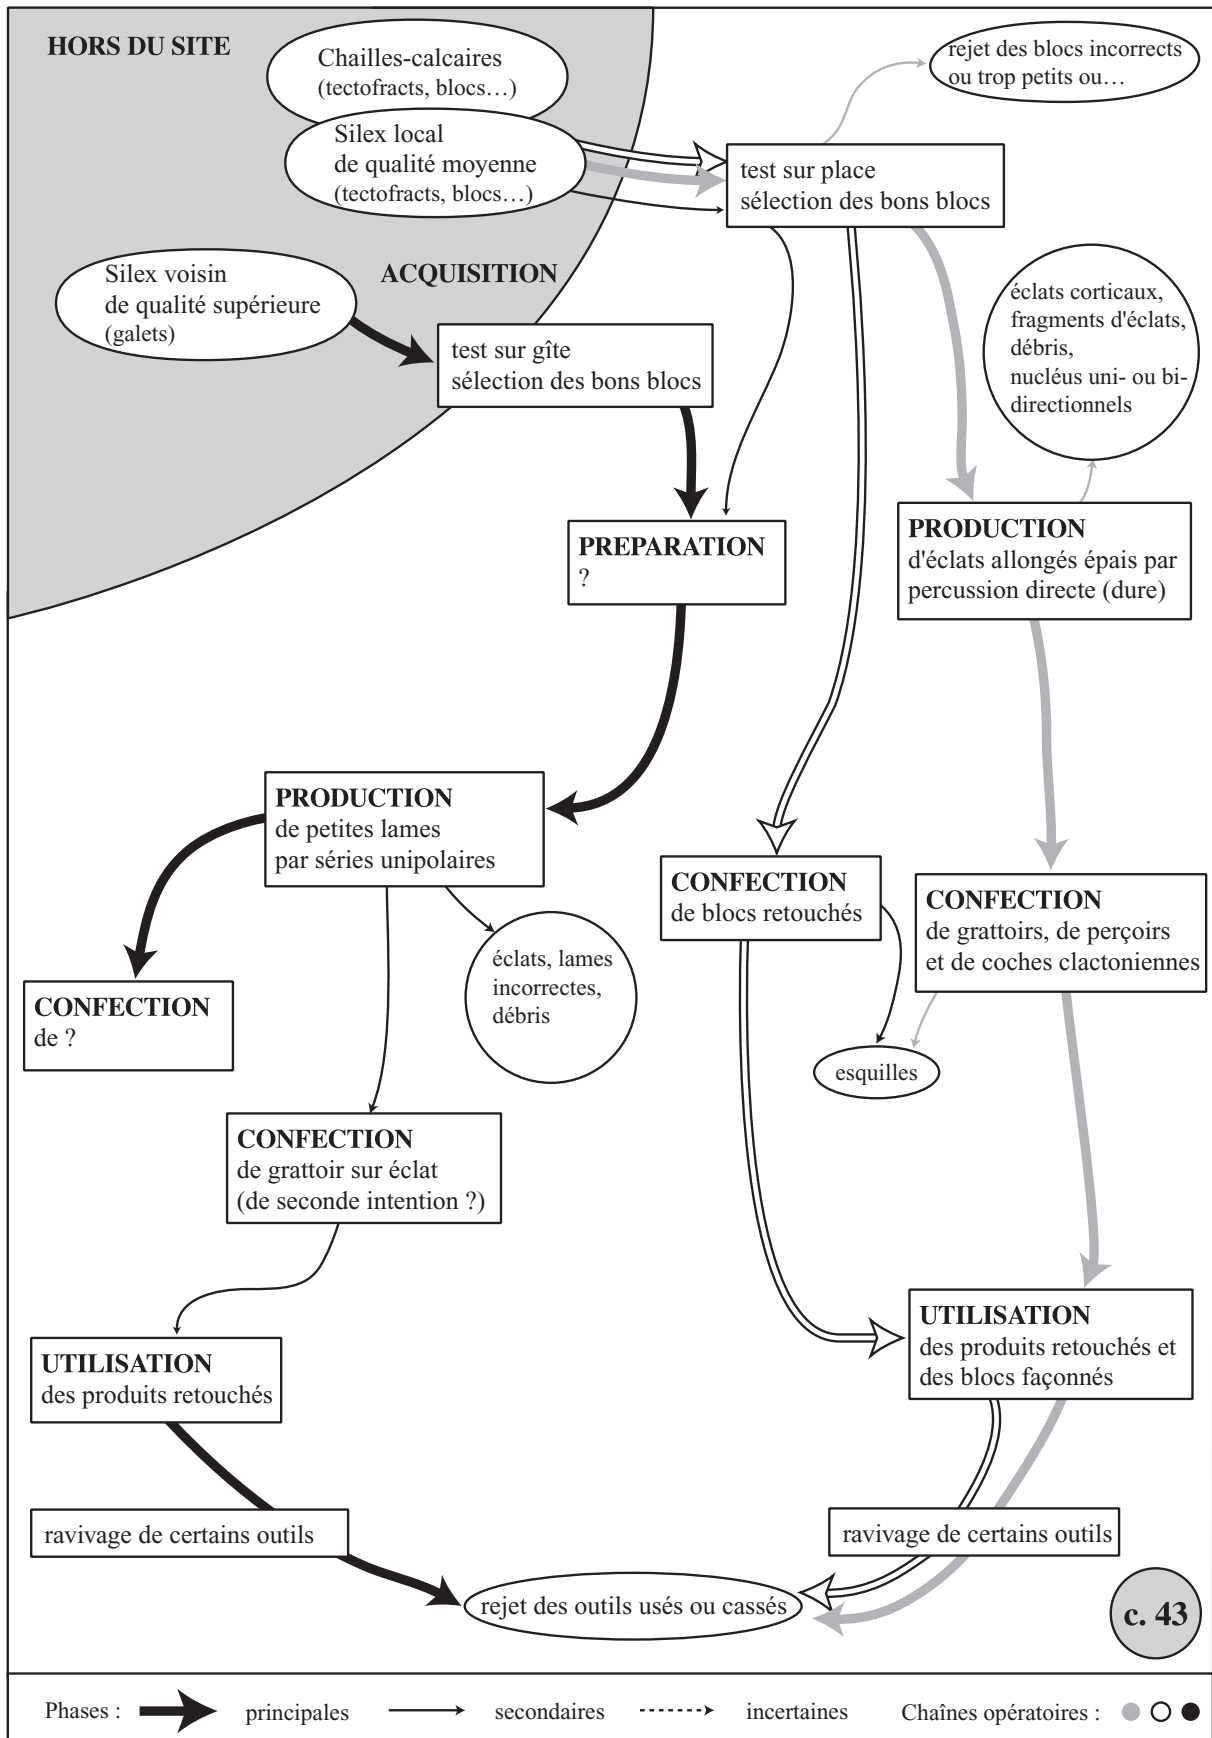 HORS DU SITE
Chailles-calcaires
(tectofracts, blocs…)
rejet des blocs incorrects
ou trop petits ou…
Silex local
de qualité moyenne
(tectofracts, blocs…)
test sur place
sélection des bons blocs
ACQUISITION
Silex voisin
de qualité supérieure
(galets)
test sur gîte
sélection des bons blocs
éclats corticaux,
fragments d'éclats,
débris,
nucléus uni- ou bi-
directionnels
PREPARATION
?
PRODUCTION
d'éclats allongés épais par
percussion directe (dure)
PRODUCTION
de petites lames
par séries unipolaires
CONFECTION
de blocs retouchés
CONFECTION
de grattoirs, de perçoirs
et de coches clactoniennes
éclats, lames
incorrectes,
débris
CONFECTION
de ?
esquilles
CONFECTION
de grattoir sur éclat
(de seconde intention ?)
UTILISATION
des produits retouchés et
des blocs façonnés
UTILISATION
des produits retouchés
ravivage de certains outils
ravivage de certains outils
rejet des outils usés ou cassés
c. 43
Phases : principales secondaires incertaines Chaînes opératoires :